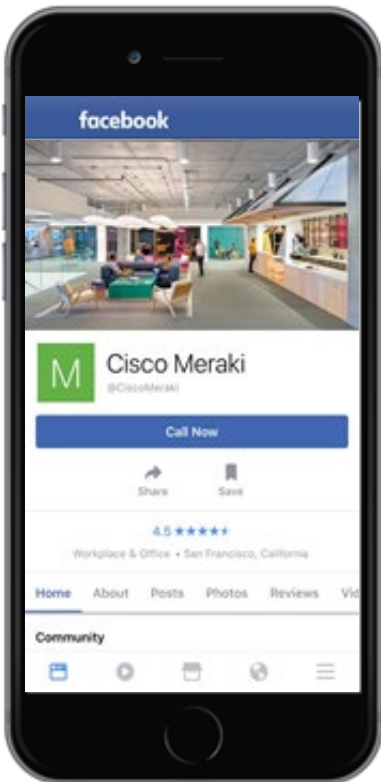 facebook
M
Cisco Meraki
@CiscoMeraki
Call Now
Share Save
4.5 ★★★★★
Workplace & Office • San Francisco, California
Home About Posts Photos Reviews Vid
Community